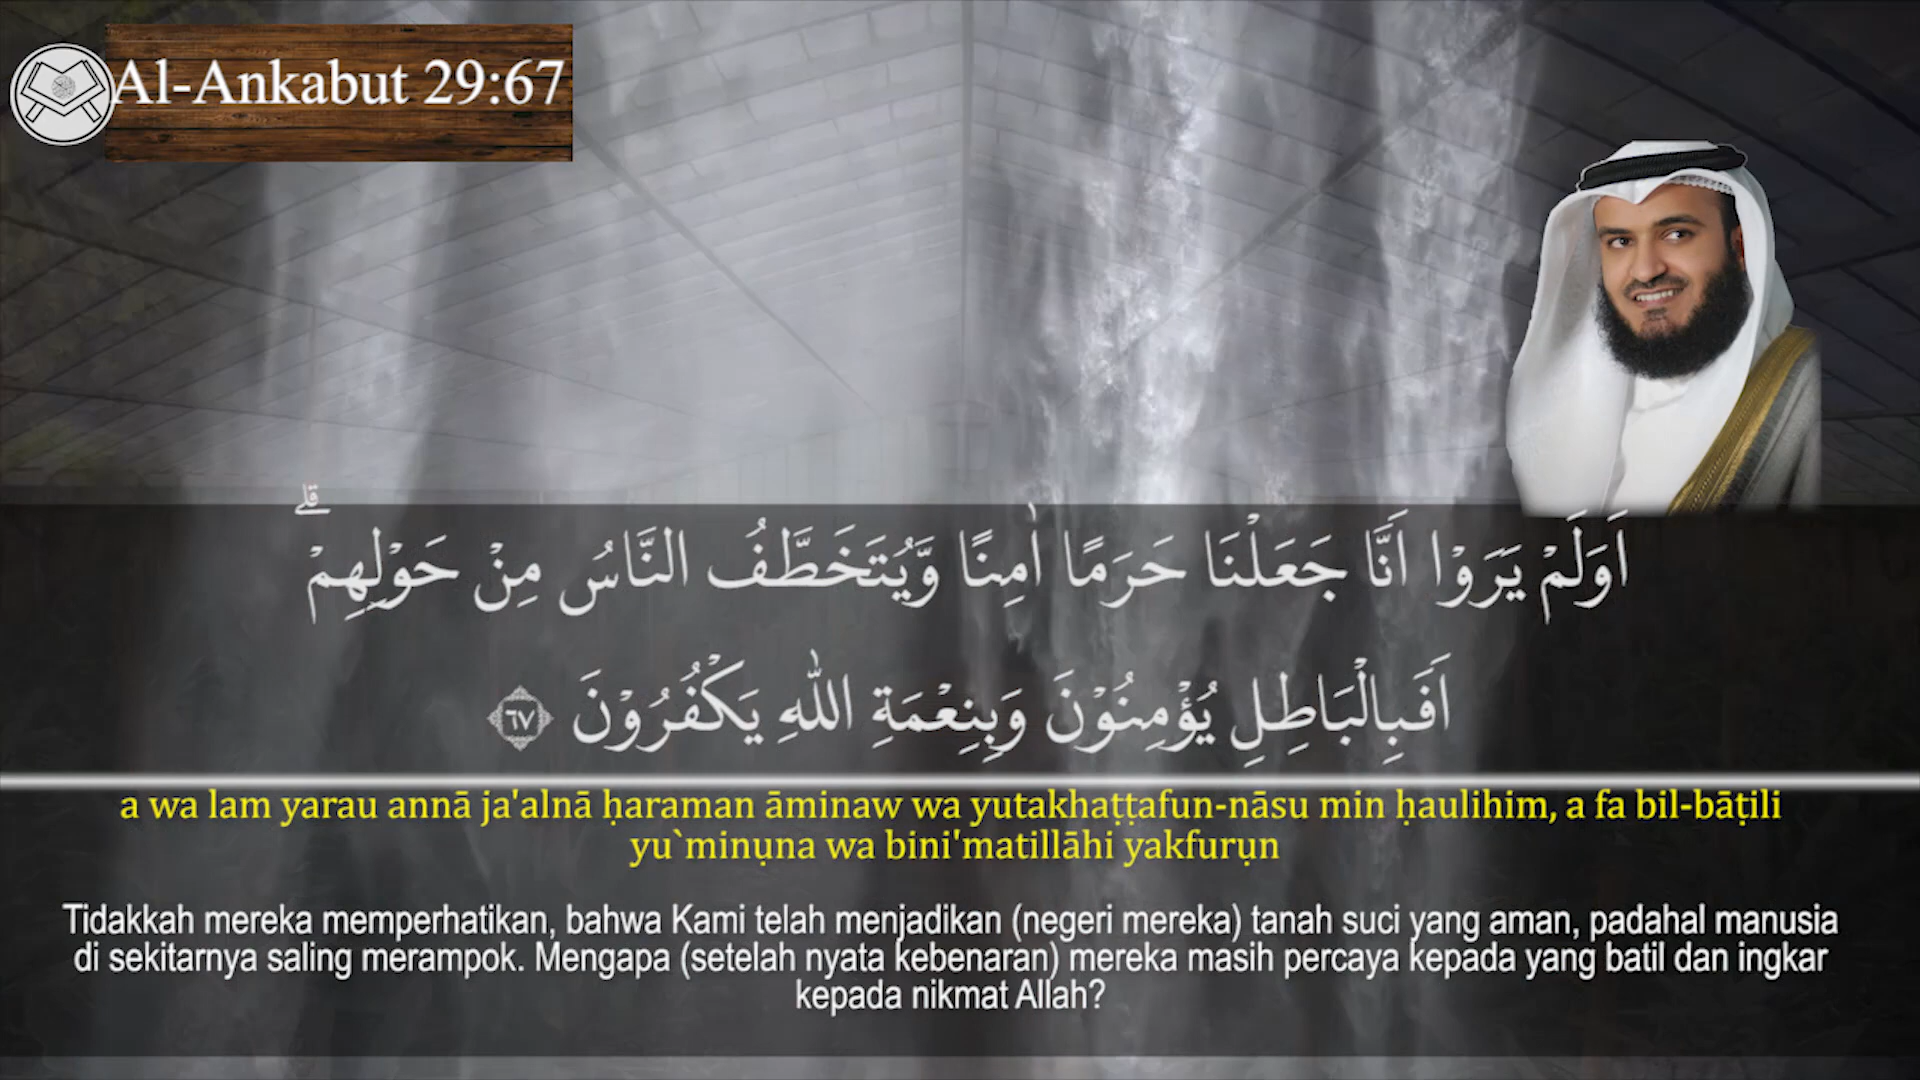 Al-Ankabut 29:67
اَوَلَمْ يَرَوْا اَنَّا جَعَلْنَا حَرَمًا اٰمِنًا وَّيُتَخَطَّفُ النَّاسُ مِنْ حَوْلِهِمْۗ
اَفَبِالْبَاطِلِ يُؤْمِنُوْنَ وَبِنِعْمَةِ اللّٰهِ يَكْفُرُوْنَ ٦٧
a wa lam yarau annā ja'alnā ḥaraman āminaw wa yutakhaṭṭafun-nāsu min ḥaulihim, a fa bil-bāṭili
yu`minụna wa bini'matillāhi yakfurụn
Tidakkah mereka memperhatikan, bahwa Kami telah menjadikan (negeri mereka) tanah suci yang aman, padahal manusia
di sekitarnya saling merampok. Mengapa (setelah nyata kebenaran) mereka masih percaya kepada yang batil dan ingkar
kepada nikmat Allah?